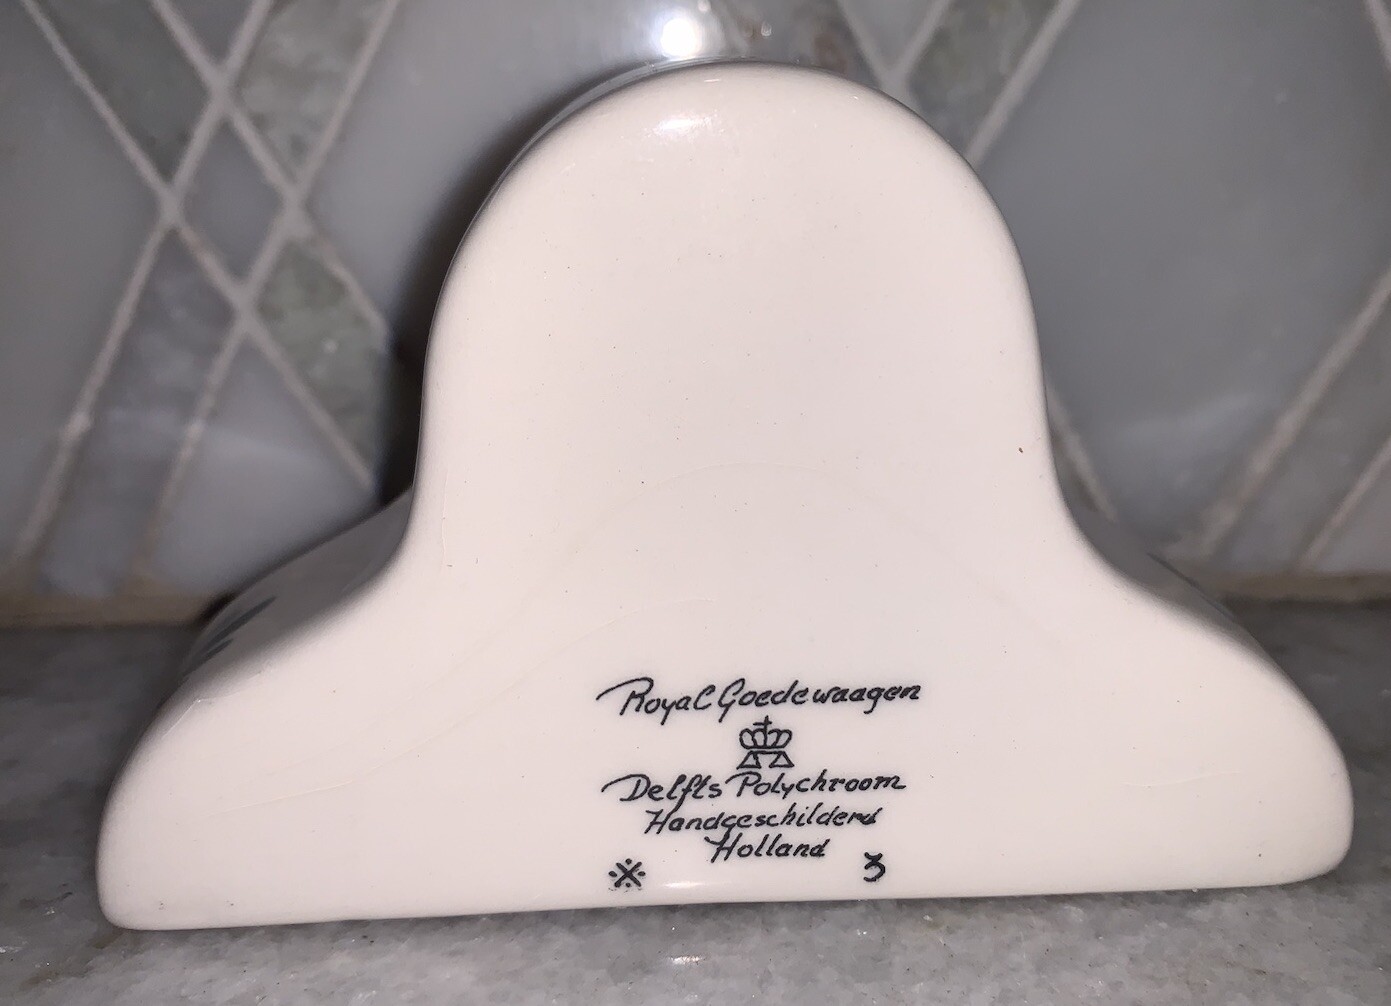 Royal Goedewaagen
Delfts Polychroom
Handgeschilderd
Holland
※ 3